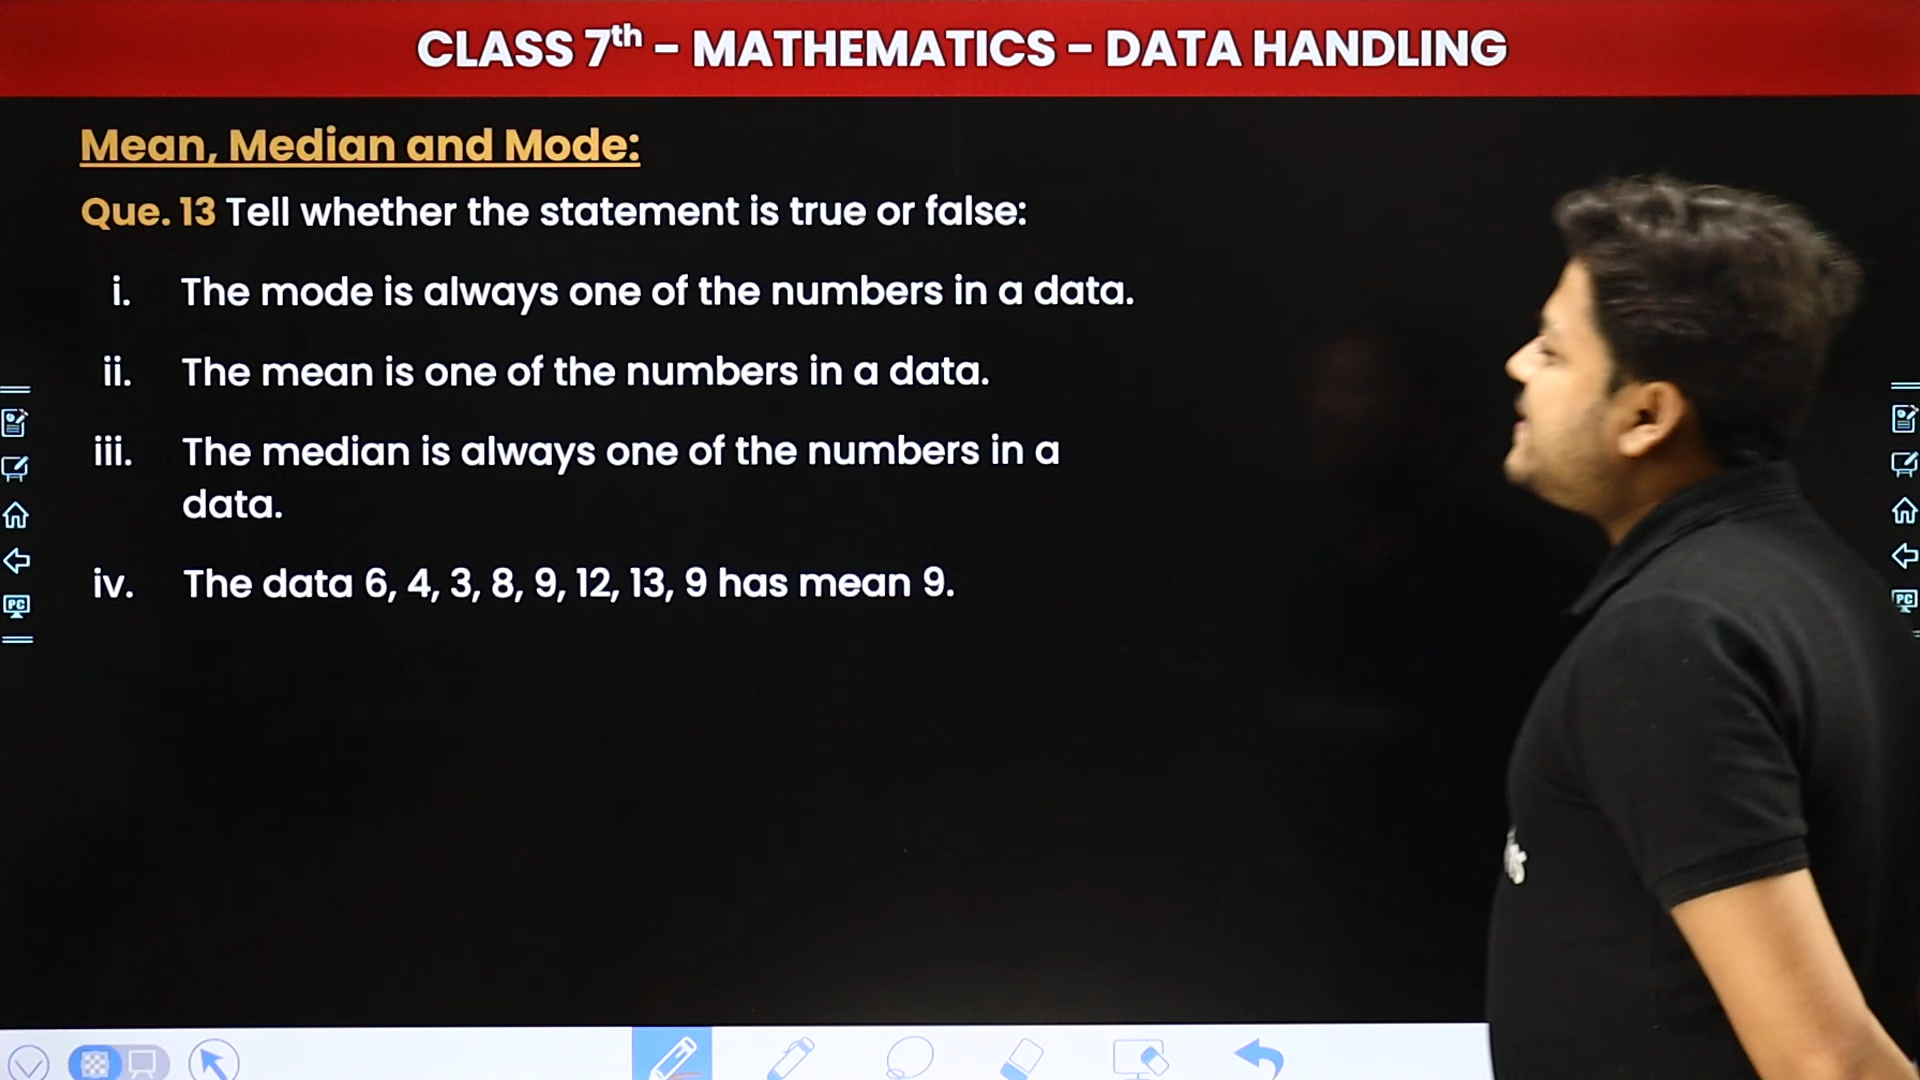 CLASS 7th – MATHEMATICS – DATA HANDLING
Mean, Median and Mode:
Que. 13 Tell whether the statement is true or false:
i. The mode is always one of the numbers in a data.
ii. The mean is one of the numbers in a data.
iii. The median is always one of the numbers in a
data.
iv. The data 6, 4, 3, 8, 9, 12, 13, 9 has mean 9.
PC
PC